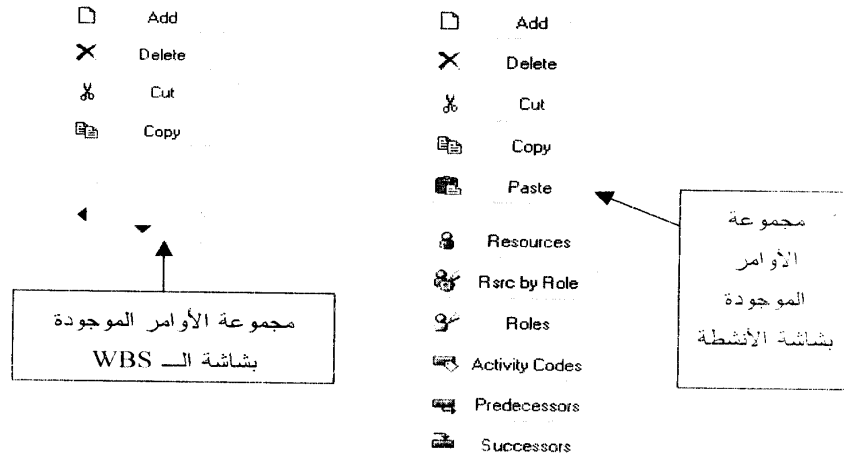 Add
Delete
Cut
Copy
مجموعة الأوامر الموجودة
بشاشة الـــ WBS
Add
Delete
Cut
Copy
Paste
Resources
Rsrc by Role
Roles
Activity Codes
Predecessors
Successors
مجموعة
الأوامر
الموجودة
بشاشة الأنشطة